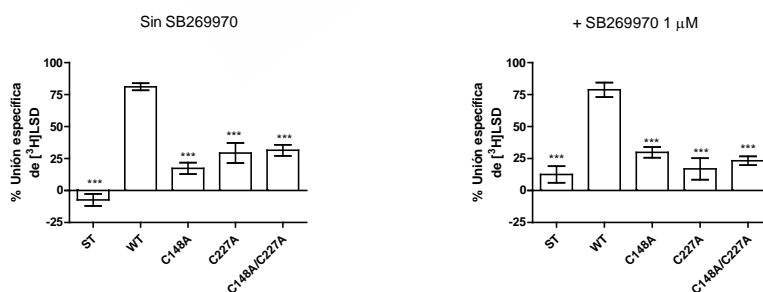 Sin SB269970
% Unión específica
de [³H]LSD
100
75
50
25
0
-25
***
***
***
***
ST
WT
C148A
C227A
C148A/C227A
+ SB269970 1 μM
% Unión específica
de [³H]LSD
100
75
50
25
0
-25
***
***
***
***
ST
WT
C148A
C227A
C148A/C227A